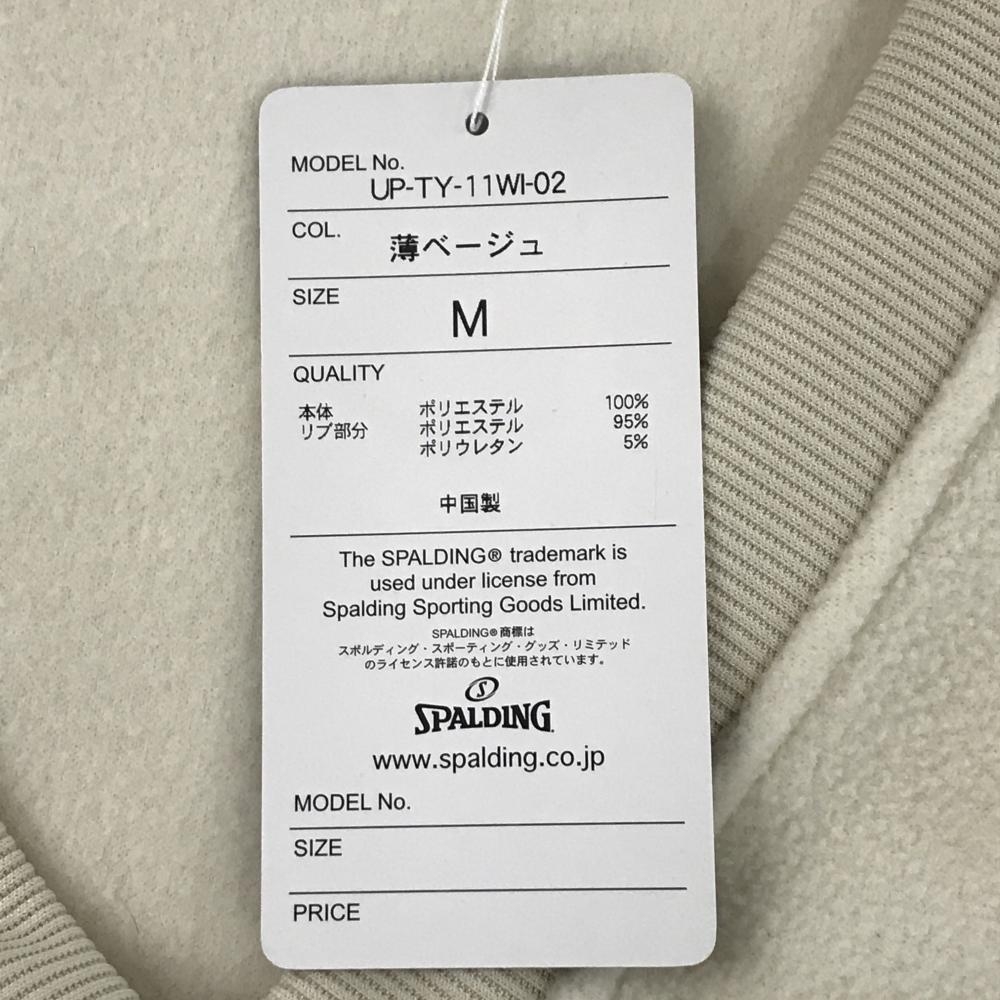 MODEL No.
UP-TY-11WI-02
COL.
薄ベージュ
SIZE
M
QUALITY
本体 ポリエステル 100%
リブ部分 ポリエステル 95%
ポリウレタン 5%
中国製
The SPALDING® trademark is
used under license from
Spalding Sporting Goods Limited.
SPALDING®商標は
スポルディング・スポーティング・グッズ・リミテッド
のライセンス許諾のもとに使用されています。
S
SPALDING
www.spalding.co.jp
MODEL No.
SIZE
PRICE